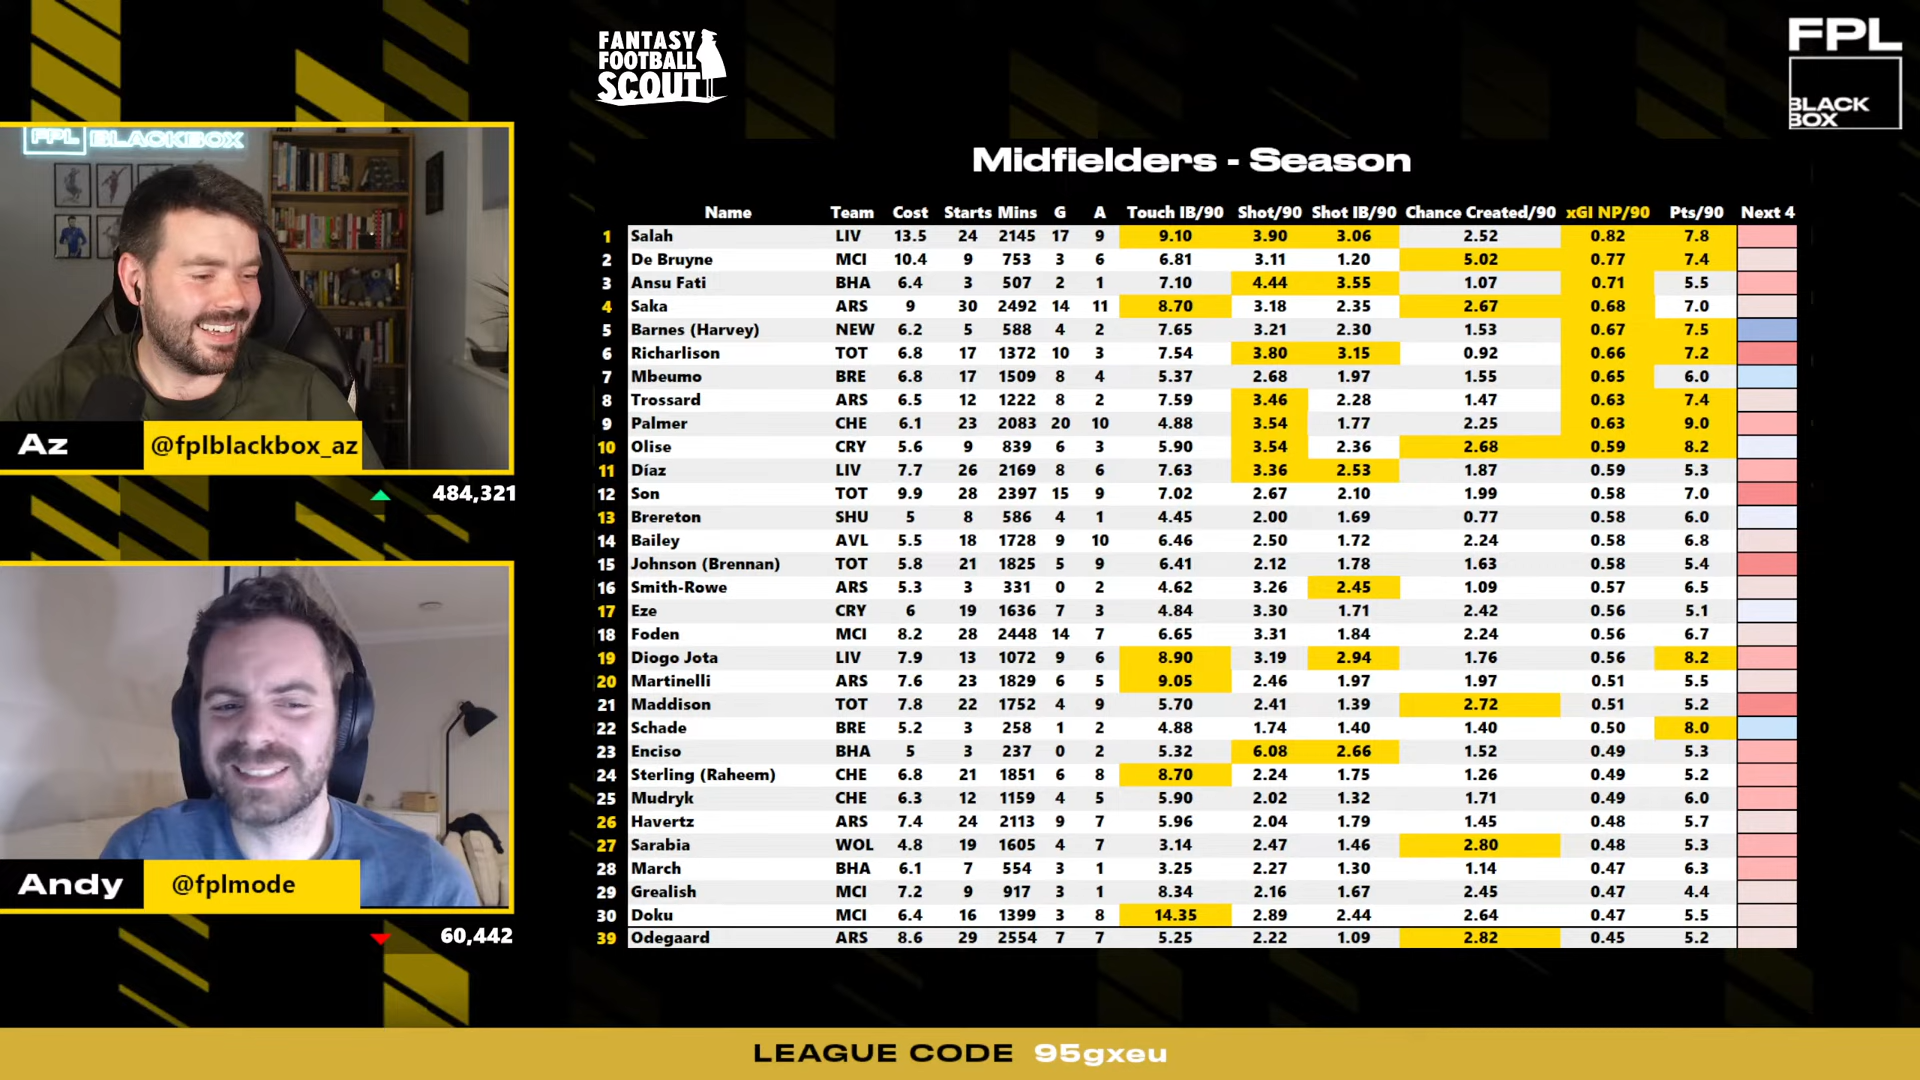 FANTASY
FOOTBALL
SCOUT
FPL
BLACK
BOX
FPL BLACKBOX
Az @fplblackbox_az
484,321
Andy @fplmode
60,442
Midfielders - Season
Name Team Cost Starts Mins G A Touch IB/90 Shot/90 Shot IB/90 Chance Created/90 xGI NP/90 Pts/90 Next 4
1 Salah LIV 13.5 24 2145 17 9 9.10 3.90 3.06 2.52 0.82 7.8
2 De Bruyne MCI 10.4 9 753 3 6 6.81 3.11 1.20 5.02 0.77 7.4
3 Ansu Fati BHA 6.4 3 507 2 1 7.10 4.44 3.55 1.07 0.71 5.5
4 Saka ARS 9 30 2492 14 11 8.70 3.18 2.35 2.67 0.68 7.0
5 Barnes (Harvey) NEW 6.2 5 588 4 2 7.65 3.21 2.30 1.53 0.67 7.5
6 Richarlison TOT 6.8 17 1372 10 3 7.54 3.80 3.15 0.92 0.66 7.2
7 Mbeumo BRE 6.8 17 1509 8 4 5.37 2.68 1.97 1.55 0.65 6.0
8 Trossard ARS 6.5 12 1222 8 2 7.59 3.46 2.28 1.47 0.63 7.4
9 Palmer CHE 6.1 23 2083 20 10 4.88 3.54 1.77 2.25 0.63 9.0
10 Olise CRY 5.6 9 839 6 3 5.90 3.54 2.36 2.68 0.59 8.2
11 Díaz LIV 7.7 26 2169 8 6 7.63 3.36 2.53 1.87 0.59 5.3
12 Son TOT 9.9 28 2397 15 9 7.02 2.67 2.10 1.99 0.58 7.0
13 Brereton SHU 5 8 586 4 1 4.45 2.00 1.69 0.77 0.58 6.0
14 Bailey AVL 5.5 18 1728 9 10 6.46 2.50 1.72 2.24 0.58 6.8
15 Johnson (Brennan) TOT 5.8 21 1825 5 9 6.41 2.12 1.78 1.63 0.58 5.4
16 Smith-Rowe ARS 5.3 3 331 0 2 4.62 3.26 2.45 1.09 0.57 6.5
17 Eze CRY 6 19 1636 7 3 4.84 3.30 1.71 2.42 0.56 5.1
18 Foden MCI 8.2 28 2448 14 7 6.65 3.31 1.84 2.24 0.56 6.7
19 Diogo Jota LIV 7.9 13 1072 9 6 8.90 3.19 2.94 1.76 0.56 8.2
20 Martinelli ARS 7.6 23 1829 6 5 9.05 2.46 1.97 1.97 0.51 5.5
21 Maddison TOT 7.8 22 1752 4 9 5.70 2.41 1.39 2.72 0.51 5.2
22 Schade BRE 5.2 3 258 1 2 4.88 1.74 1.40 1.40 0.50 8.0
23 Enciso BHA 5 3 237 0 2 5.32 6.08 2.66 1.52 0.49 5.3
24 Sterling (Raheem) CHE 6.8 21 1851 6 8 8.70 2.24 1.75 1.26 0.49 5.2
25 Mudryk CHE 6.3 12 1159 4 5 5.90 2.02 1.32 1.71 0.49 6.0
26 Havertz ARS 7.4 24 2113 9 7 5.96 2.04 1.79 1.45 0.48 5.7
27 Sarabia WOL 4.8 19 1605 4 7 3.14 2.47 1.46 2.80 0.48 5.3
28 March BHA 6.1 7 554 3 1 3.25 2.27 1.30 1.14 0.47 6.3
29 Grealish MCI 7.2 9 917 3 1 8.34 2.16 1.67 2.45 0.47 4.4
30 Doku MCI 6.4 16 1399 3 8 14.35 2.89 2.44 2.64 0.47 5.5
39 Odegaard ARS 8.6 29 2554 7 7 5.25 2.22 1.09 2.82 0.45 5.2
LEAGUE CODE 95gxeu